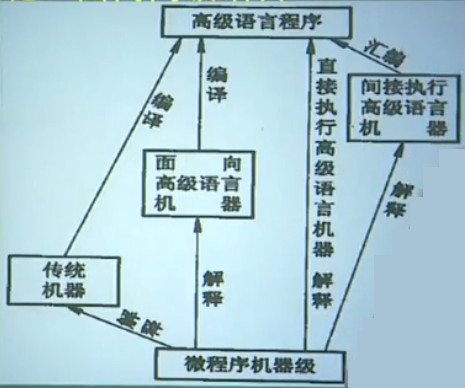 高级语言程序
汇编
编译
编译
直接执行高级语言机器
间接执行
高级语言
机 器
面 向
高级语言
机 器
解释
传统
机器
解释
解释
解释
微程序机器级